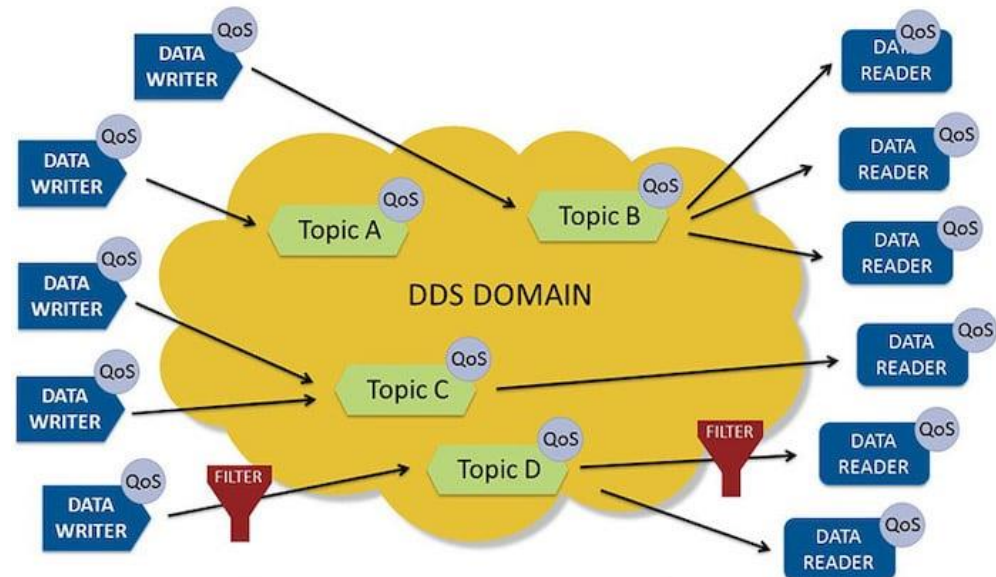 QoS
DATA
WRITER
QoS
DATA
READER
QoS
DATA
WRITER
QoS
DATA
READER
QoS
Topic A
QoS
Topic B
QoS
DATA
READER
QoS
DATA
WRITER
DDS DOMAIN
QoS
DATA
READER
QoS
DATA
WRITER
QoS
Topic C
QoS
DATA
WRITER
FILTER
QoS
Topic D
FILTER
QoS
DATA
READER
QoS
DATA
READER